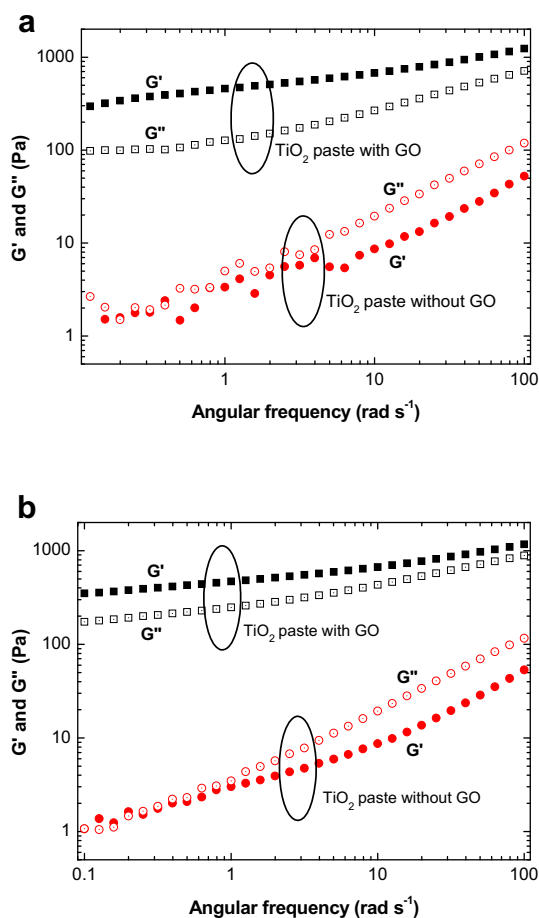 a
1000
100
10
1
G' and G" (Pa)
G'
G"
TiO2 paste with GO
G"
G'
TiO2 paste without GO
1
10
100
Angular frequency (rad s-1)
b
1000
100
10
1
G' and G" (Pa)
G'
G"
TiO2 paste with GO
G"
G'
TiO2 paste without GO
0.1
1
10
100
Angular frequency (rad s-1)